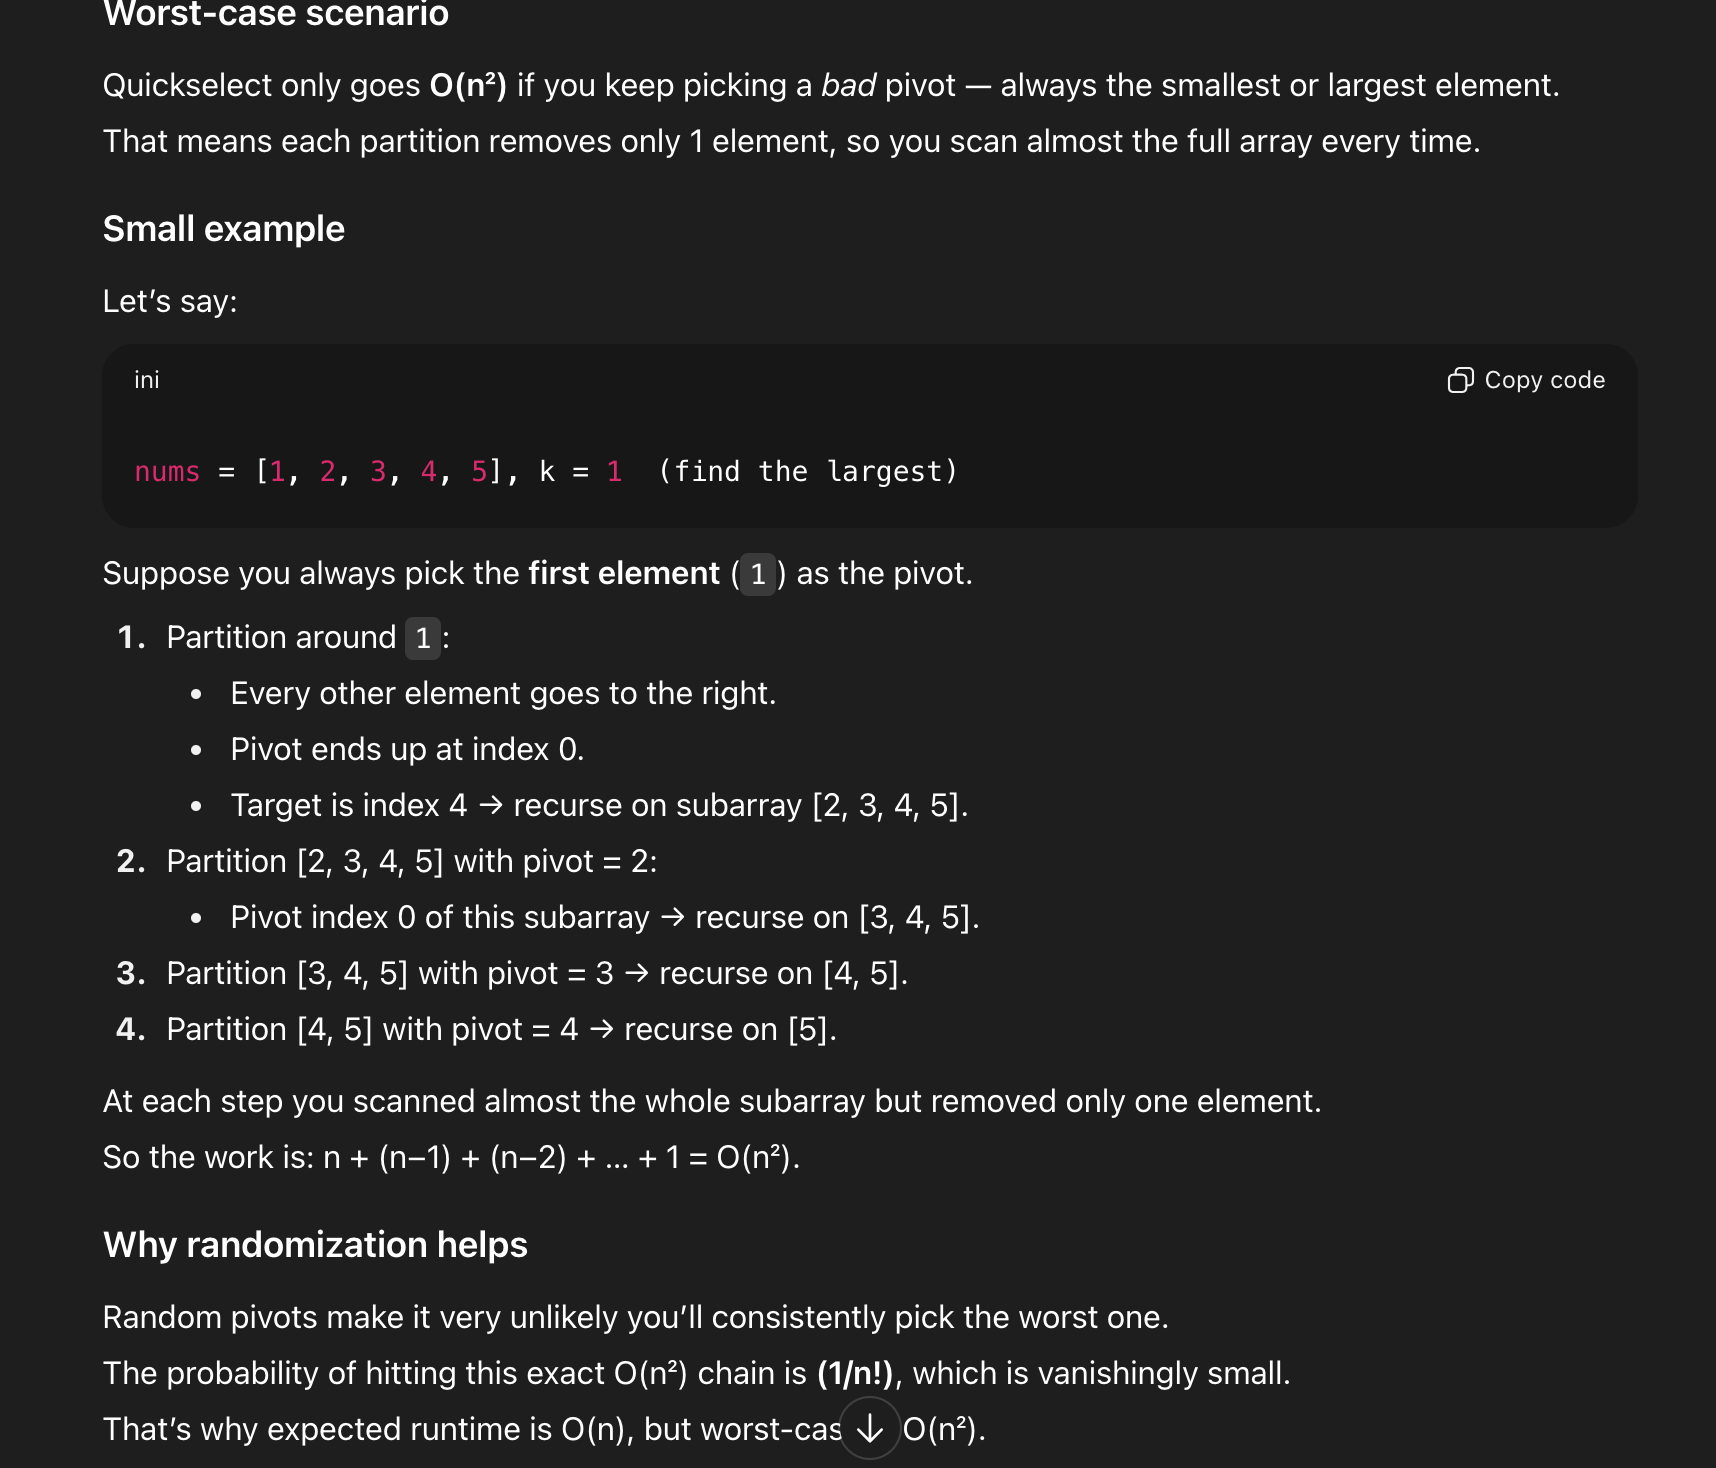 Worst-case scenario
Quickselect only goes O(n²) if you keep picking a bad pivot — always the smallest or largest element.
That means each partition removes only 1 element, so you scan almost the full array every time.
Small example
Let’s say:
ini
Copy code
nums = [1, 2, 3, 4, 5], k = 1  (find the largest)
Suppose you always pick the first element (1) as the pivot.
1. Partition around 1:
• Every other element goes to the right.
• Pivot ends up at index 0.
• Target is index 4 → recurse on subarray [2, 3, 4, 5].
2. Partition [2, 3, 4, 5] with pivot = 2:
• Pivot index 0 of this subarray → recurse on [3, 4, 5].
3. Partition [3, 4, 5] with pivot = 3 → recurse on [4, 5].
4. Partition [4, 5] with pivot = 4 → recurse on [5].
At each step you scanned almost the whole subarray but removed only one element.
So the work is: n + (n−1) + (n−2) + … + 1 = O(n²).
Why randomization helps
Random pivots make it very unlikely you’ll consistently pick the worst one.
The probability of hitting this exact O(n²) chain is (1/n!), which is vanishingly small.
That’s why expected runtime is O(n), but worst-cas O(n²).